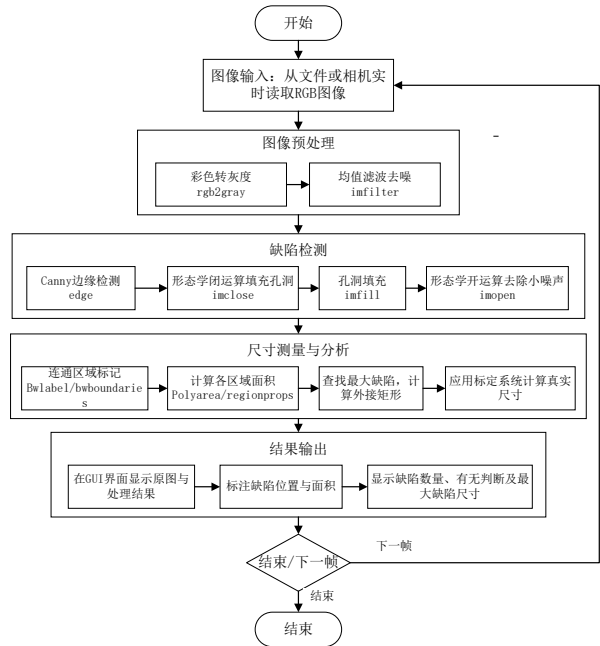 开始
图像输入：从文件或相机实
时读取RGB图像
图像预处理
彩色转灰度
rgb2gray
均值滤波去噪
imfilter
缺陷检测
Canny边缘检测
edge
形态学闭运算填充孔洞
imclose
孔洞填充
imfill
形态学开运算去除小噪声
imopen
尺寸测量与分析
连通区域标记
Bwlabel/bwboundarie
s
计算各区域面积
Polyarea/regionprops
查找最大缺陷，计
算外接矩形
应用标定系统计算真实
尺寸
结果输出
在GUI界面显示原图与
处理结果
标注缺陷位置与面积
显示缺陷数量、有无判断及最
大缺陷尺寸
结束/下一帧
下一帧
结束
结束